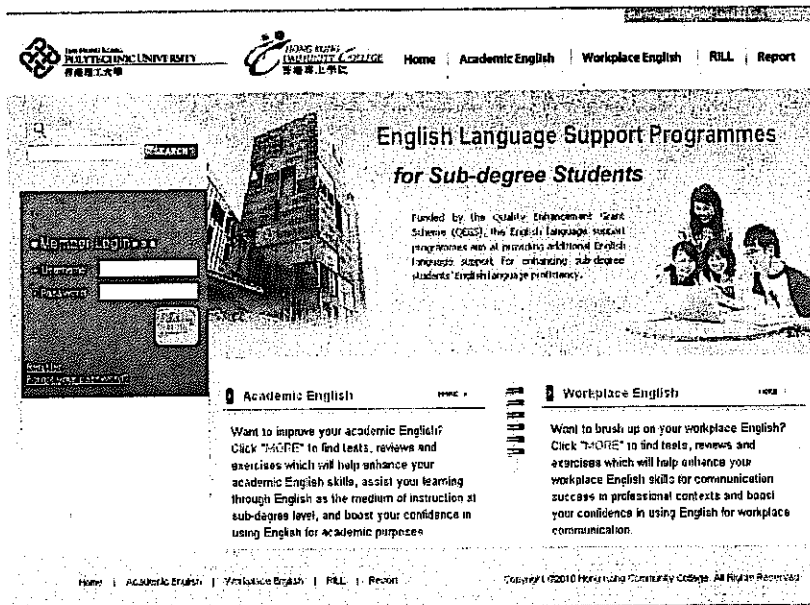 THE HONG KONG
POLYTECHNIC UNIVERSITY
香港理工大學
HONG KONG
COMMUNITY COLLEGE
香港專上學院
Home | Academic English | Workplace English | RILL | Report
SEARCH
English Language Support Programmes
for Sub-degree Students
Funded by the Quality Enhancement Grant
Scheme (QEGS), the English language support
programmes aim at providing additional English
language support for enhancing sub-degree
students' English language proficiency.
Login
Username
Password
Register
Forgot your password?
Academic English
MORE
Want to improve your academic English?
Click "MORE" to find tests, reviews and
exercises which will help enhance your
academic English skills, assist your learning
through English as the medium of instruction at
sub-degree level, and boost your confidence in
using English for academic purposes
Workplace English
MORE
Want to brush up on your workplace English?
Click "MORE" to find tests, reviews and
exercises which will help enhance your
workplace English skills for communication
success in professional contexts and boost
your confidence in using English for workplace
communication.
Home | Academic English | Workplace English | RILL | Report
Copyright ©2010 Hong Kong Community College. All Rights Reserved